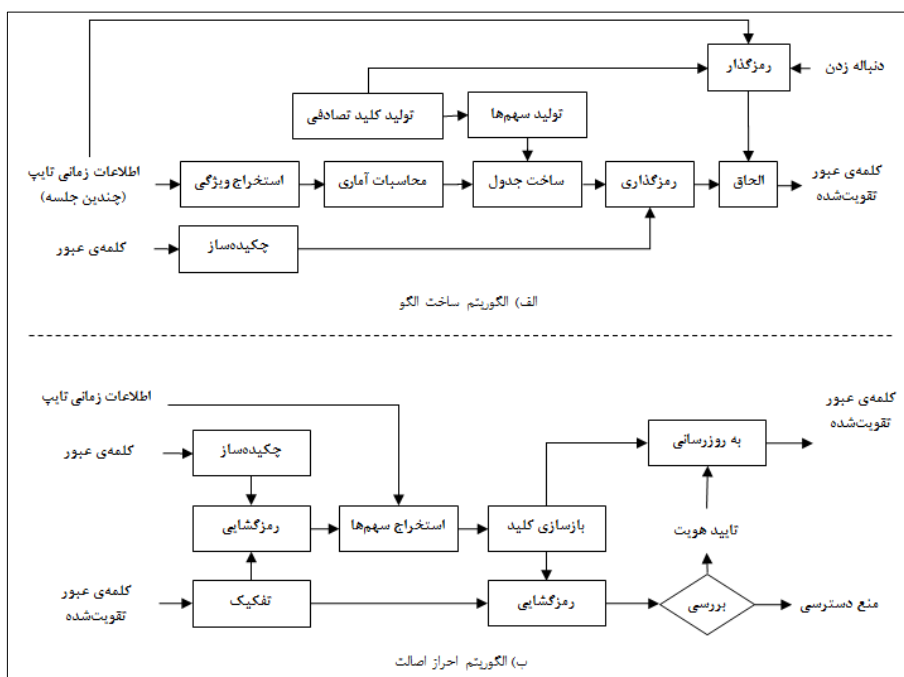 رمزگذار
دنباله زدن
تولید کلید تصادفی
تولید سهم‌ها
اطلاعات زمانی تایپ
(چندین جلسه)
استخراج ویژگی
محاسبات آماری
ساخت جدول
رمزگذاری
الحاق
کلمه‌ی عبور
تقویت‌شده
کلمه‌ی عبور
چکیده‌ساز
الف) الگوریتم ساخت الگو
اطلاعات زمانی تایپ
کلمه‌ی عبور
تقویت‌شده
کلمه‌ی عبور
چکیده‌ساز
به روزرسانی
رمزگشایی
استخراج سهم‌ها
بازسازی کلید
تایید هویت
کلمه‌ی عبور
تقویت‌شده
تفکیک
رمزگشایی
بررسی
منع دسترسی
ب) الگوریتم احراز اصالت